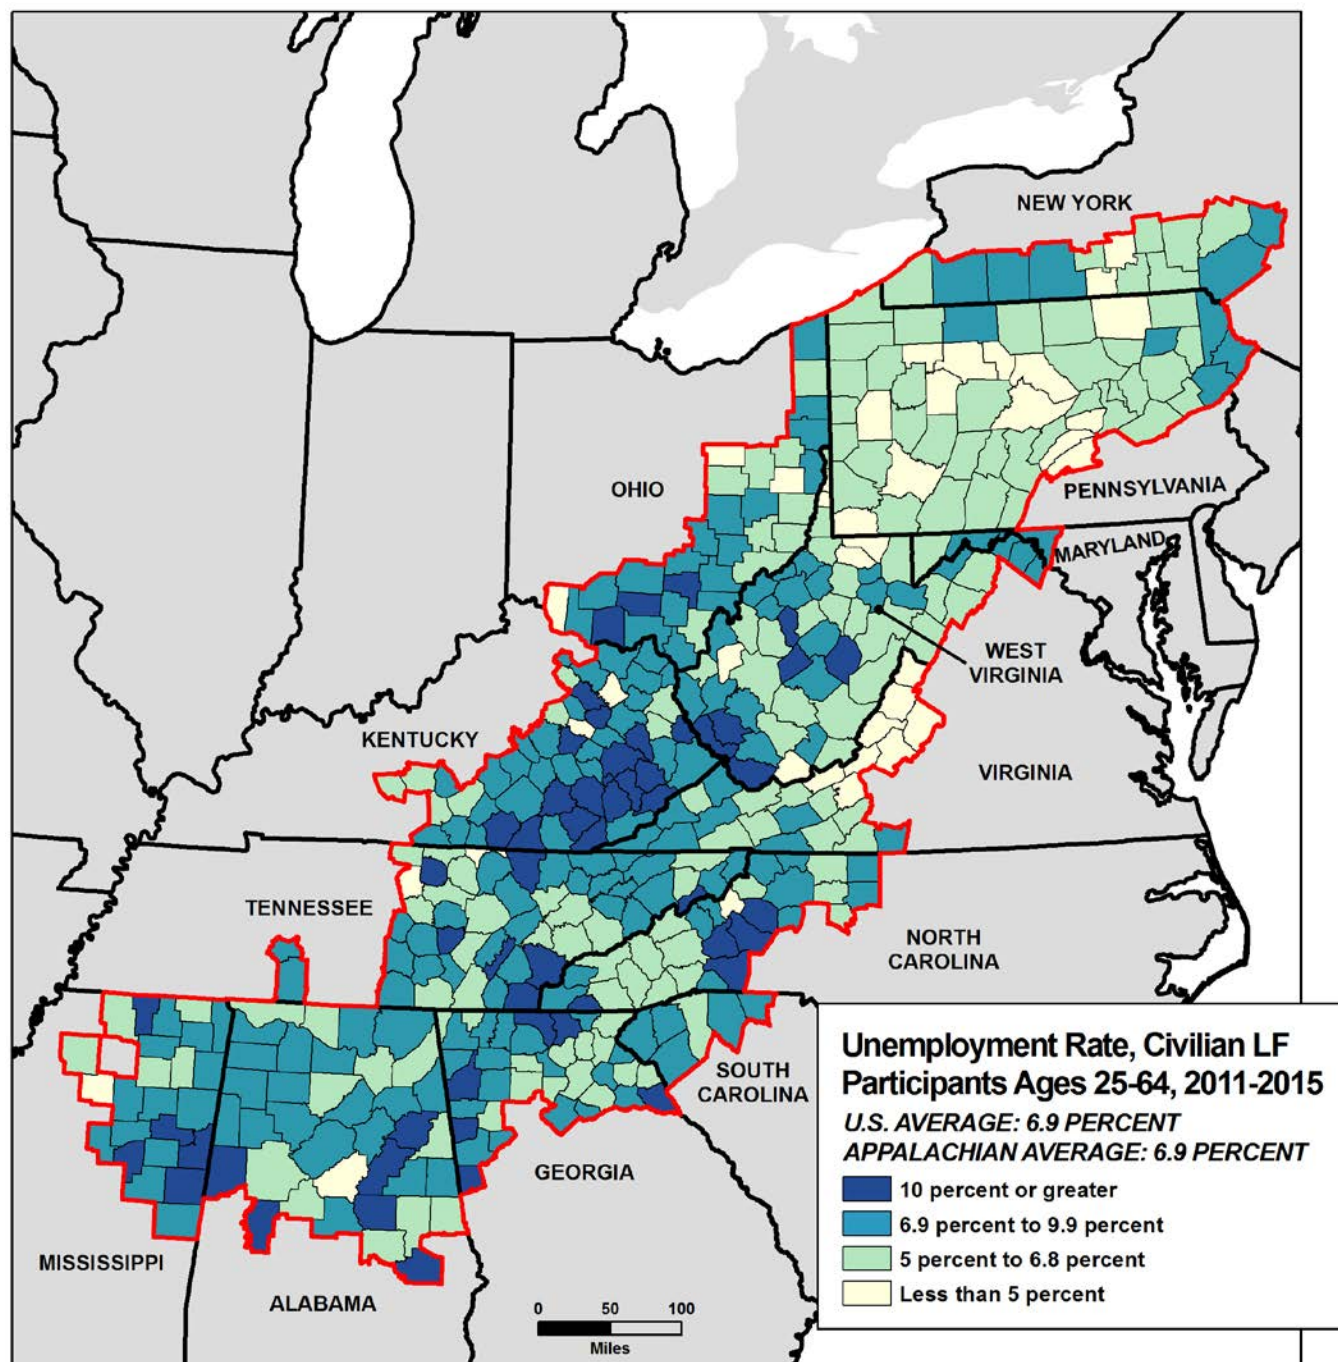 NEW YORK
OHIO
PENNSYLVANIA
MARYLAND
WEST
VIRGINIA
KENTUCKY
VIRGINIA
TENNESSEE
NORTH
CAROLINA
SOUTH
CAROLINA
GEORGIA
MISSISSIPPI
ALABAMA
Unemployment Rate, Civilian LF
Participants Ages 25-64, 2011-2015
U.S. AVERAGE: 6.9 PERCENT
APPALACHIAN AVERAGE: 6.9 PERCENT
10 percent or greater
6.9 percent to 9.9 percent
5 percent to 6.8 percent
Less than 5 percent
0 50 100
Miles